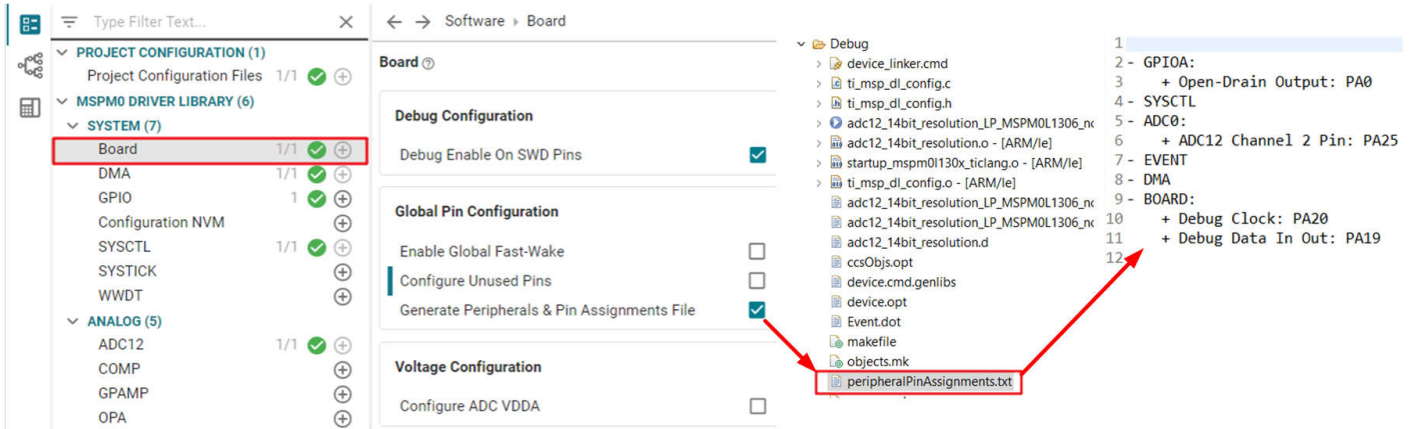 Type Filter Text...
PROJECT CONFIGURATION (1)
Project Configuration Files 1/1
MSPM0 DRIVER LIBRARY (6)
SYSTEM (7)
Board 1/1
DMA 1/1
GPIO 1
Configuration NVM
SYSCTL 1/1
SYSTICK
WWDT
ANALOG (5)
ADC12 1/1
COMP
GPAMP
OPA
Software › Board
Board
Debug Configuration
Debug Enable On SWD Pins
Global Pin Configuration
Enable Global Fast-Wake
Configure Unused Pins
Generate Peripherals & Pin Assignments File
Voltage Configuration
Configure ADC VDDA
Debug
device_linker.cmd
ti_msp_dl_config.c
ti_msp_dl_config.h
adc12_14bit_resolution_LP_MSPM0L1306_no
adc12_14bit_resolution.o - [ARM/le]
startup_mspm0l130x_ticlang.o - [ARM/le]
ti_msp_dl_config.o - [ARM/le]
adc12_14bit_resolution_LP_MSPM0L1306_no
adc12_14bit_resolution_LP_MSPM0L1306_no
adc12_14bit_resolution.d
ccsObjs.opt
device.cmd.genlibs
device.opt
Event.dot
makefile
objects.mk
peripheralPinAssignments.txt
1
2 - GPIOA:
3 + Open-Drain Output: PA0
4 - SYSCTL
5 - ADC0:
6 + ADC12 Channel 2 Pin: PA25
7 - EVENT
8 - DMA
9 - BOARD:
10 + Debug Clock: PA20
11 + Debug Data In Out: PA19
12